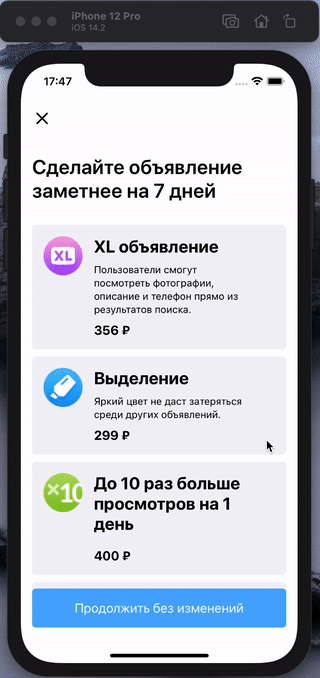 iPhone 12 Pro
iOS 14.2
17:47
Сделайте объявление
заметнее на 7 дней
XL
XL объявление
Пользователи смогут
посмотреть фотографии,
описание и телефон прямо из
результатов поиска.
356 ₽
Выделение
Яркий цвет не даст затеряться
среди других объявлений.
299 ₽
×10
До 10 раз больше
просмотров на 1
день
400 ₽
Продолжить без изменений